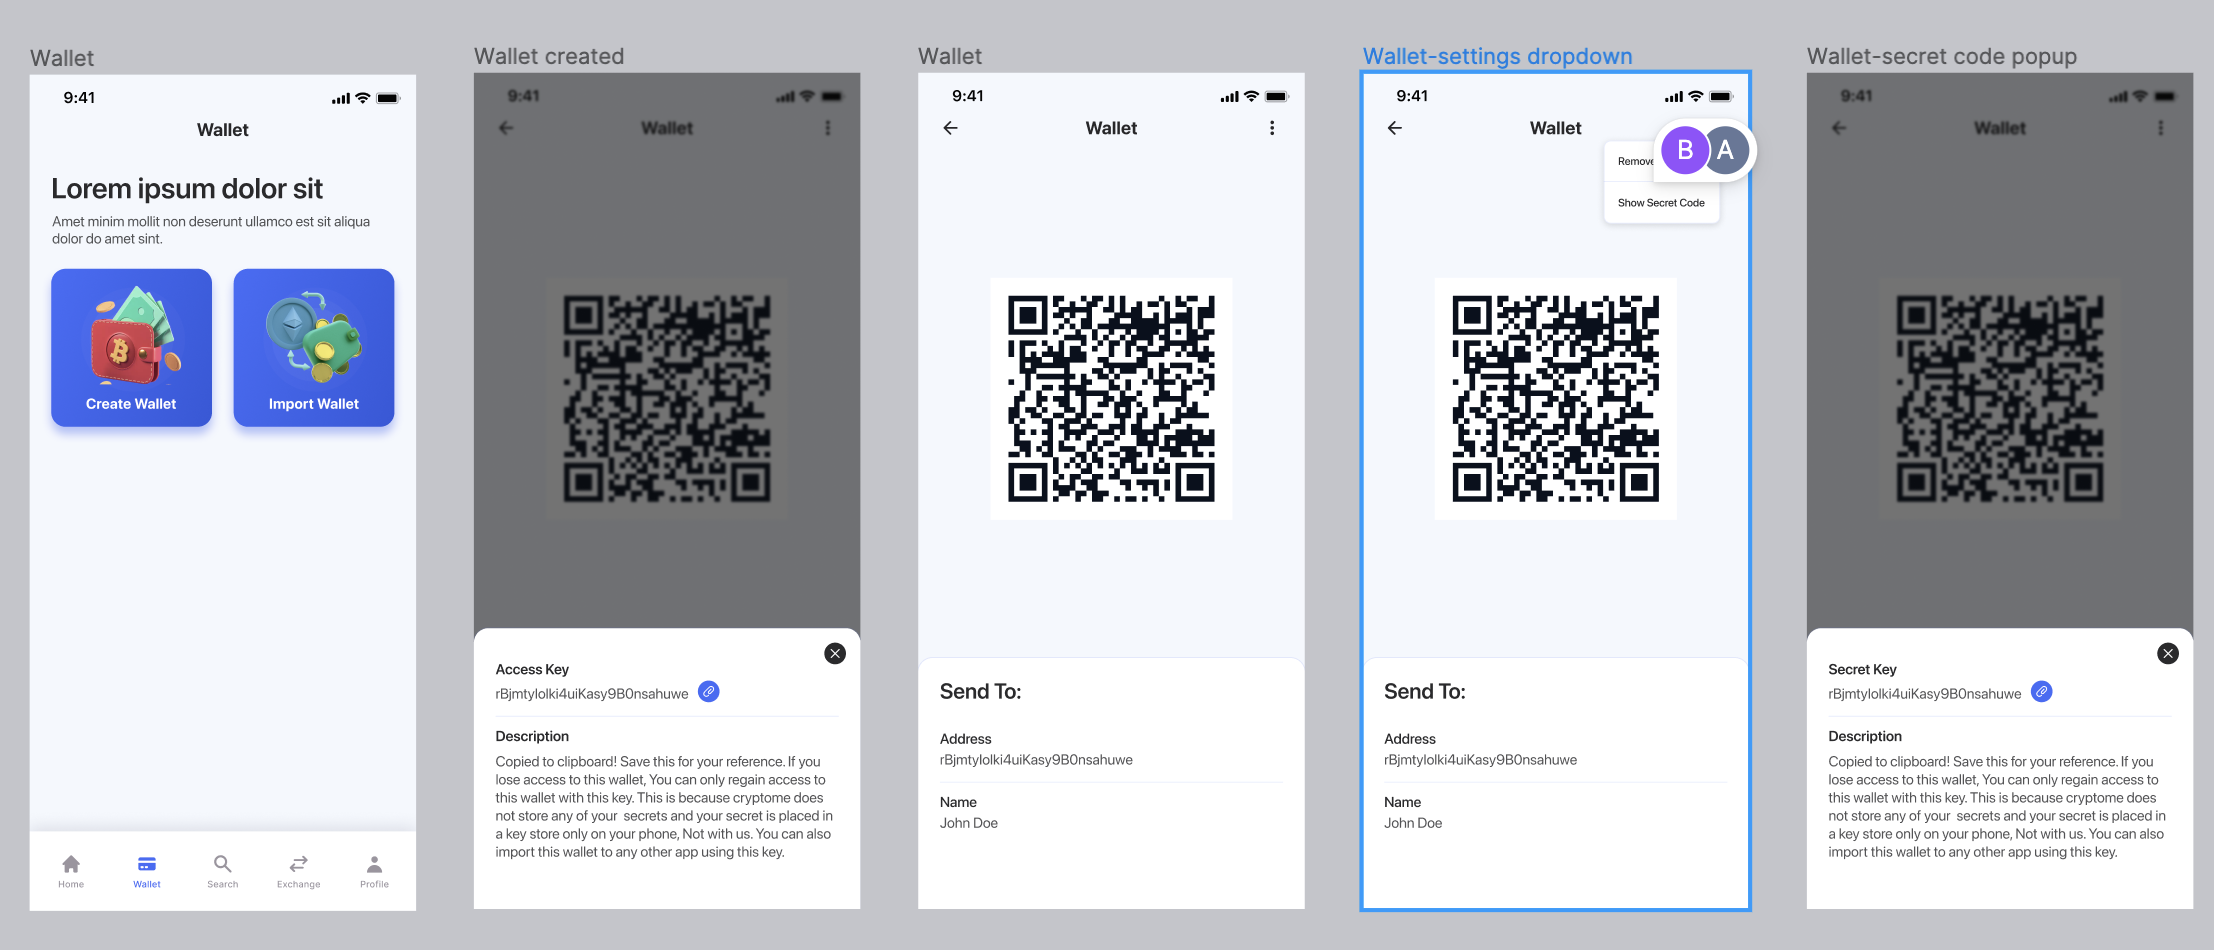 Wallet
9:41
Wallet
Lorem ipsum dolor sit
Amet minim mollit non deserunt ullamco est sit aliqua
dolor do amet sint.
Create Wallet
Import Wallet
Home
Wallet
Search
Exchange
Profile
Wallet created
9:41
Wallet
Access Key
rBjmtylolki4uiKasy9B0nsahuwe
Description
Copied to clipboard! Save this for your reference. If you
lose access to this wallet, You can only regain access to
this wallet with this key. This is because cryptome does
not store any of your  secrets and your secret is placed in
a key store only on your phone, Not with us. You can also
import this wallet to any other app using this key.
Wallet
9:41
Wallet
Send To:
Address
rBjmtylolki4uiKasy9B0nsahuwe
Name
John Doe
Wallet-settings dropdown
9:41
Wallet
B A
Remove
Show Secret Code
Send To:
Address
rBjmtylolki4uiKasy9B0nsahuwe
Name
John Doe
Wallet-secret code popup
9:41
Wallet
Secret Key
rBjmtylolki4uiKasy9B0nsahuwe
Description
Copied to clipboard! Save this for your reference. If you
lose access to this wallet, You can only regain access to
this wallet with this key. This is because cryptome does
not store any of your  secrets and your secret is placed in
a key store only on your phone, Not with us. You can also
import this wallet to any other app using this key.